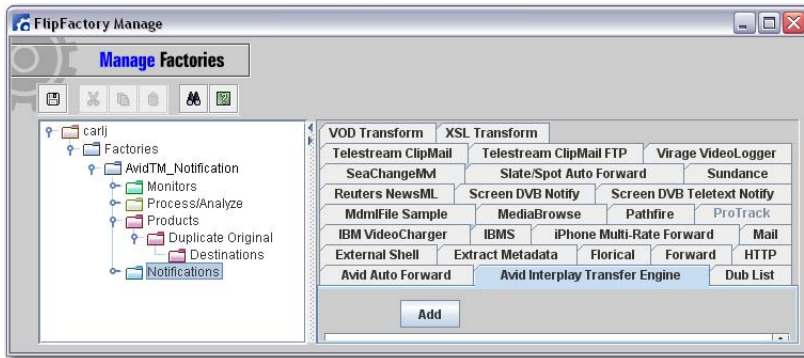 FlipFactory Manage
Manage Factories
carlj
Factories
AvidTM_Notification
Monitors
Process/Analyze
Products
Duplicate Original
Destinations
Notifications
VOD Transform XSL Transform
Telestream ClipMail Telestream ClipMail FTP Virage VideoLogger
SeaChangeMvI Slate/Spot Auto Forward Sundance
Reuters NewsML Screen DVB Notify Screen DVB Teletext Notify
MdmlFile Sample MediaBrowse Pathfire ProTrack
IBM VideoCharger IBMS iPhone Multi-Rate Forward Mail
External Shell Extract Metadata Florical Forward HTTP
Avid Auto Forward Avid Interplay Transfer Engine Dub List
Add